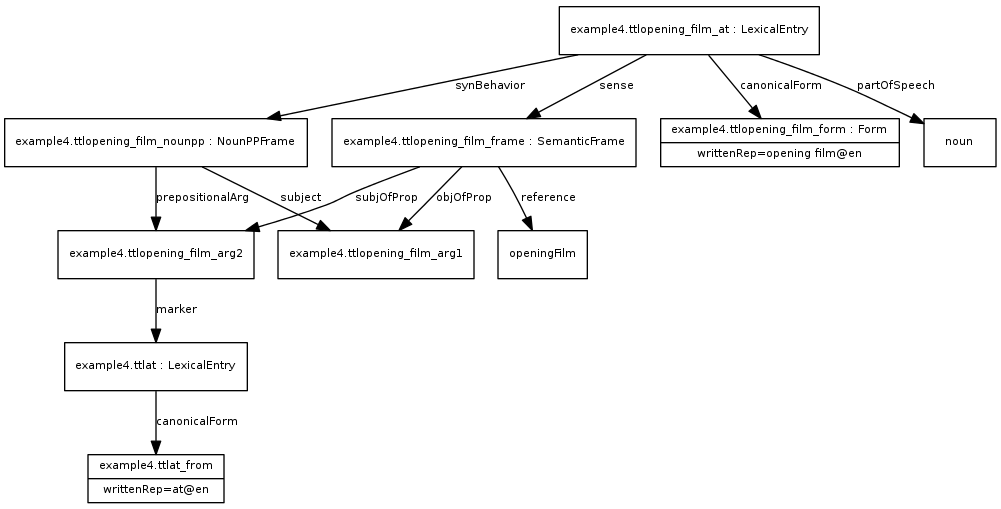 example4.ttlopening_film_at : LexicalEntry
synBehavior
sense
canonicalForm
partOfSpeech
example4.ttlopening_film_nounpp : NounPPFrame
example4.ttlopening_film_frame : SemanticFrame
example4.ttlopening_film_form : Form
writtenRep=opening film@en
noun
prepositionalArg
subject
subjOfProp
objOfProp
reference
example4.ttlopening_film_arg2
example4.ttlopening_film_arg1
openingFilm
marker
example4.ttlat : LexicalEntry
canonicalForm
example4.ttlat_from
writtenRep=at@en